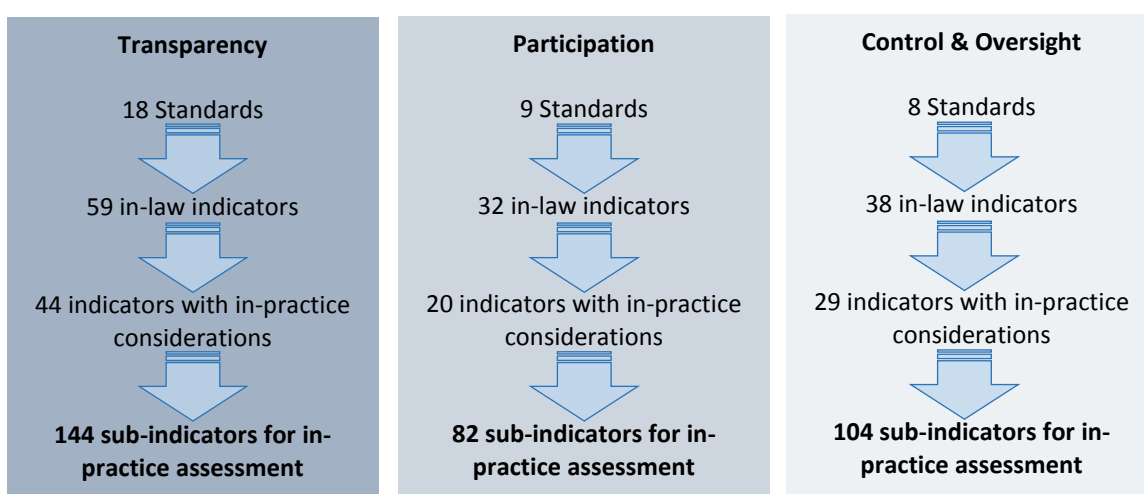 Transparency
18 Standards
59 in-law indicators
44 indicators with in-practice
considerations
144 sub-indicators for in-
practice assessment
Participation
9 Standards
32 in-law indicators
20 indicators with in-practice
considerations
82 sub-indicators for in-
practice assessment
Control & Oversight
8 Standards
38 in-law indicators
29 indicators with in-practice
considerations
104 sub-indicators for in-
practice assessment